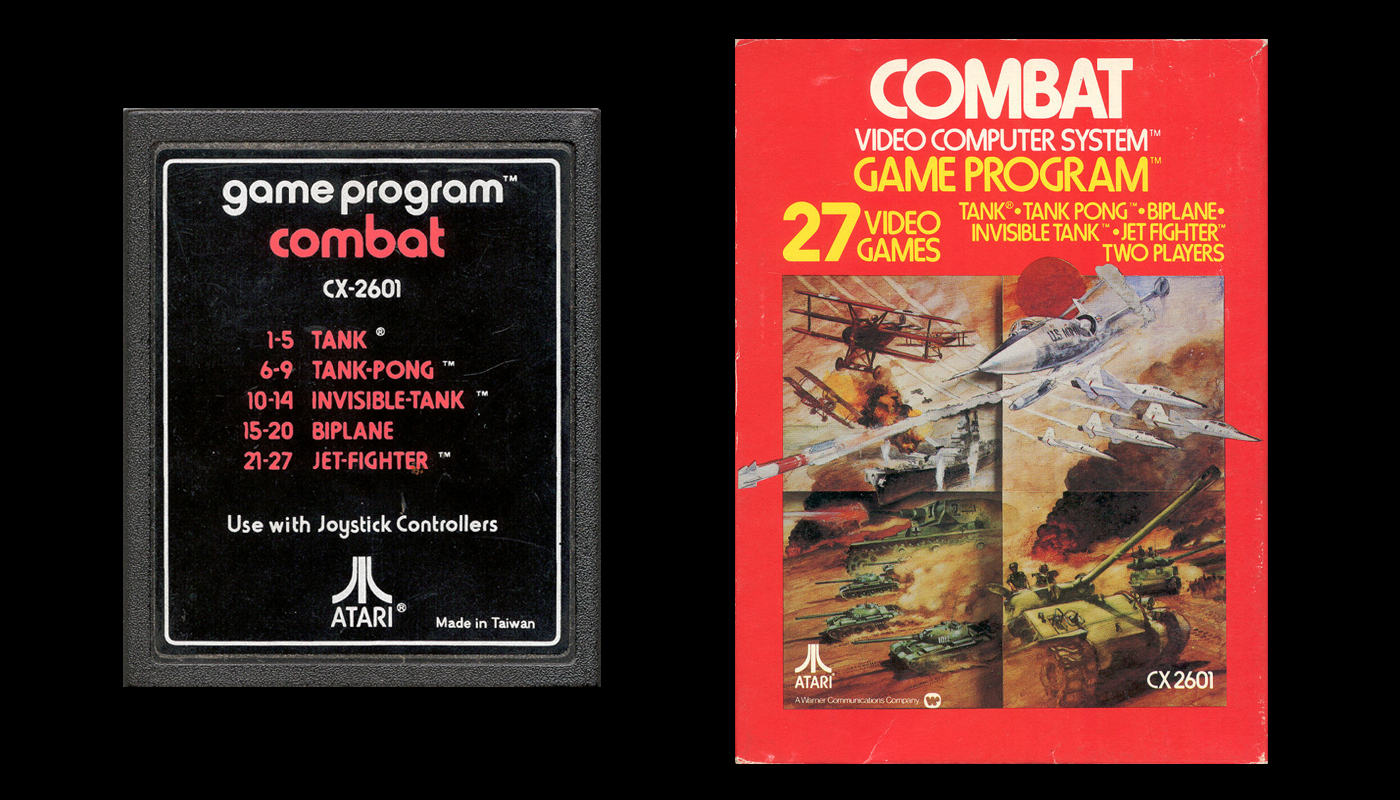 game program™
combat
CX-2601
1-5 TANK ®
6-9 TANK-PONG ™
10-14 INVISIBLE-TANK ™
15-20 BIPLANE
21-27 JET-FIGHTER ™
Use with Joystick Controllers
ATARI®
Made in Taiwan
COMBAT
VIDEO COMPUTER SYSTEM™
GAME PROGRAM™
27 VIDEO GAMES
TANK®•TANK PONG™•BIPLANE•
INVISIBLE TANK™•JET FIGHTER™
TWO PLAYERS
ATARI®
A Warner Communications Company
CX 2601